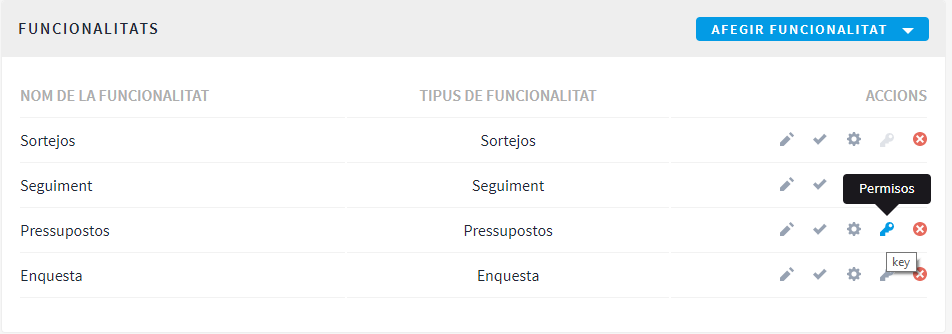 FUNCIONALITATS
AFEGIR FUNCIONALITAT
NOM DE LA FUNCIONALITAT TIPUS DE FUNCIONALITAT ACCIONS
Sortejos Sortejos
Seguiment Seguiment Permisos
Pressupostos Pressupostos
key
Enquesta Enquesta